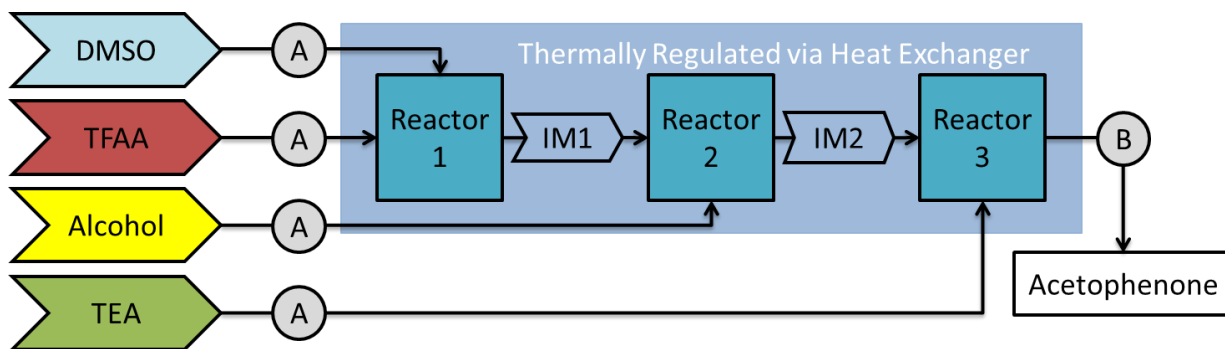 DMSO
A
Thermally Regulated via Heat Exchanger
TFAA
A
Reactor
1
IM1
Reactor
2
IM2
Reactor
3
B
Alcohol
A
TEA
A
Acetophenone